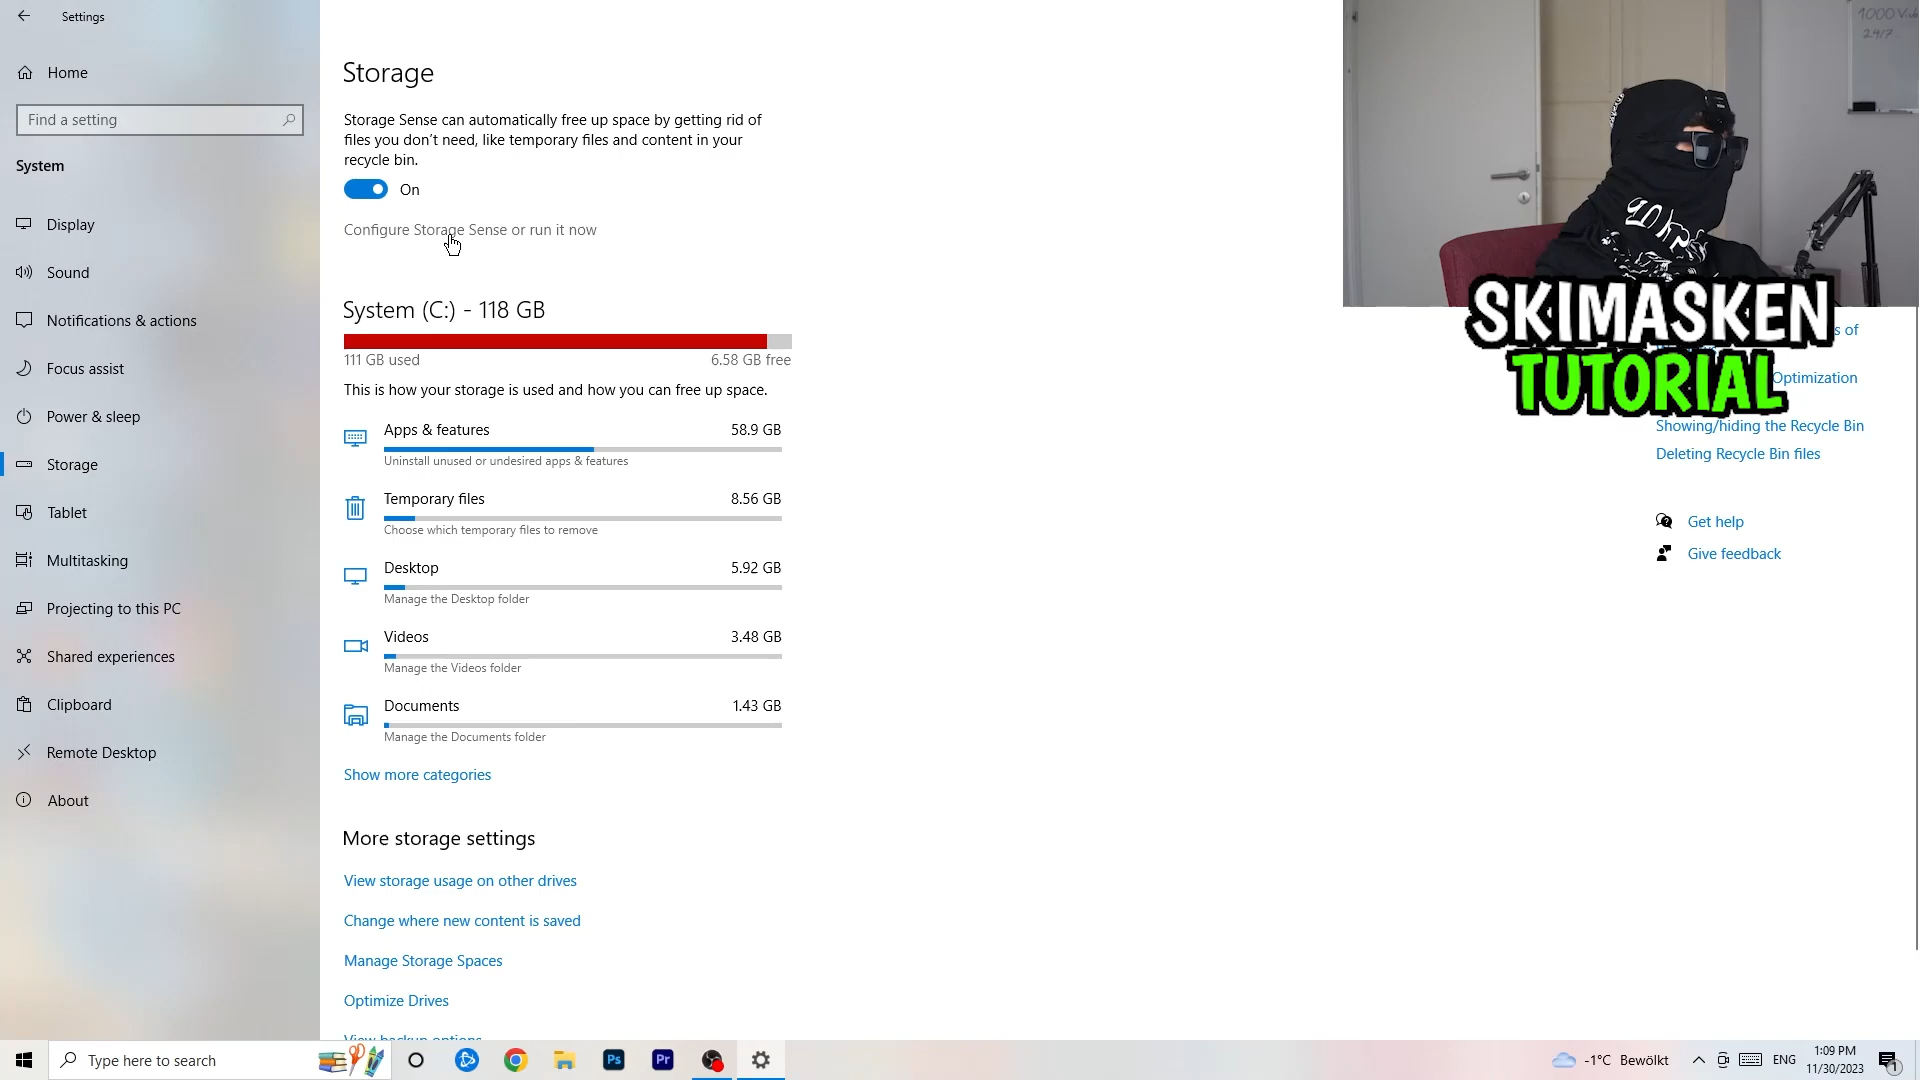 Settings
Home
Find a setting
System
Display
Sound
Notifications & actions
Focus assist
Power & sleep
Storage
Tablet
Multitasking
Projecting to this PC
Shared experiences
Clipboard
Remote Desktop
About
Storage
Storage Sense can automatically free up space by getting rid of
files you don't need, like temporary files and content in your
recycle bin.
On
Configure Storage Sense or run it now
System (C:) - 118 GB
111 GB used 6.58 GB free
This is how your storage is used and how you can free up space.
Apps & features 58.9 GB
Uninstall unused or undesired apps & features
Temporary files 8.56 GB
Choose which temporary files to remove
Desktop 5.92 GB
Manage the Desktop folder
Videos 3.48 GB
Manage the Videos folder
Documents 1.43 GB
Manage the Documents folder
Show more categories
More storage settings
View storage usage on other drives
Change where new content is saved
Manage Storage Spaces
Optimize Drives
View backup options
1000
24/7
SKIMASKEN
TUTORIAL
s of
Optimization
Showing/hiding the Recycle Bin
Deleting Recycle Bin files
Get help
Give feedback
Type here to search
Ps
Pr
-1°C Bewölkt
ENG
1:09 PM
11/30/2023
1